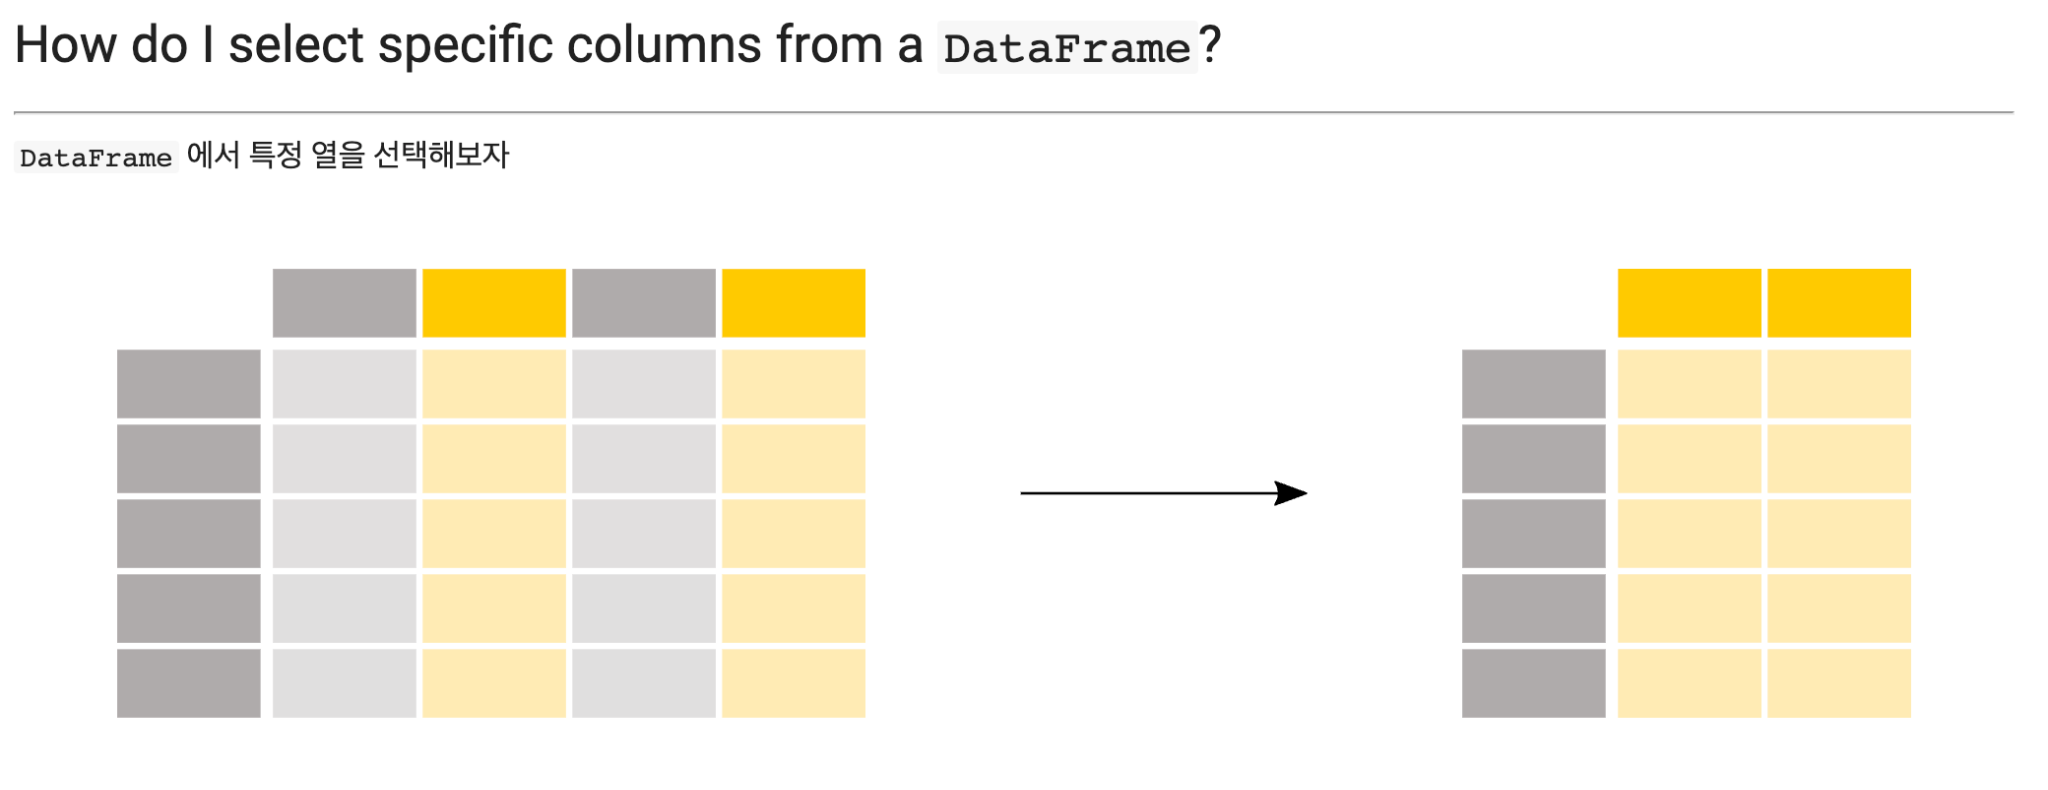 How do I select specific columns from a DataFrame?
DataFrame 에서 특정 열을 선택해보자